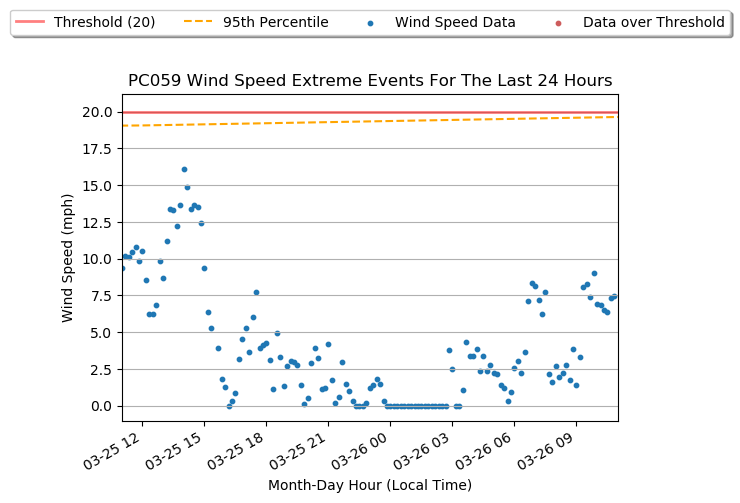 Threshold (20) 95th Percentile Wind Speed Data Data over Threshold
PC059 Wind Speed Extreme Events For The Last 24 Hours
20.0
17.5
15.0
12.5
10.0
7.5
5.0
2.5
0.0
Wind Speed (mph)
03-25 12 03-25 15 03-25 18 03-25 21 03-26 00 03-26 03 03-26 06 03-26 09
Month-Day Hour (Local Time)